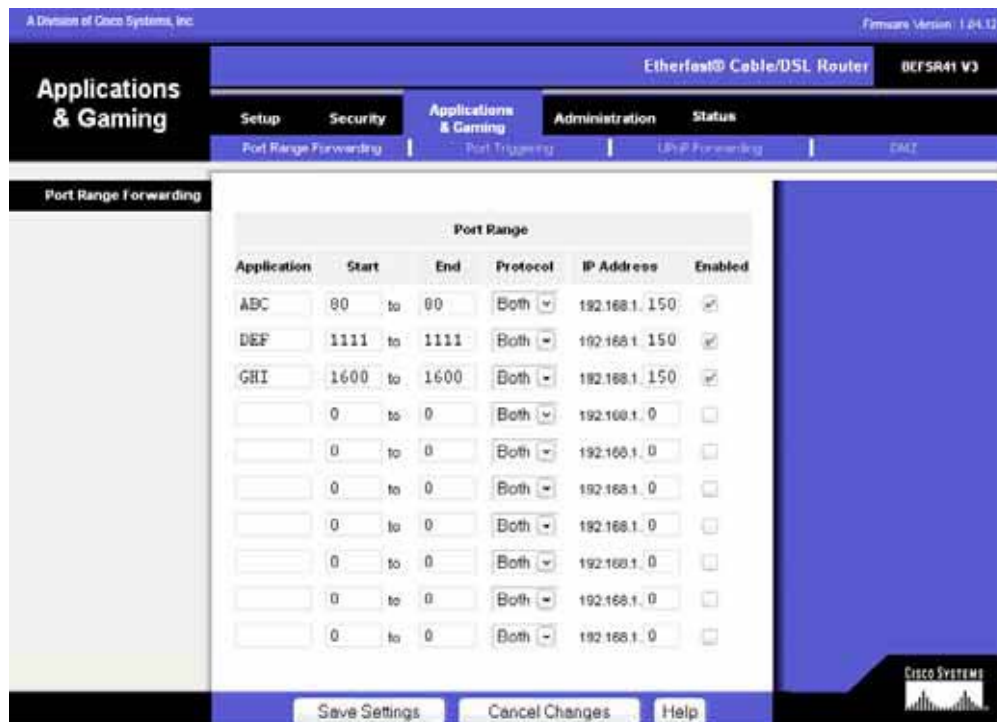 A Division of Cisco Systems, Inc. Firmware Version: 1.04.12
Etherfast® Cable/DSL Router BEFSR41 V3
Applications & Gaming
Setup Security Applications & Gaming Administration Status
Port Range Forwarding Port Triggering UPnP Forwarding DMZ
Port Range Forwarding
Port Range
Application Start End Protocol IP Address Enabled
ABC 80 to 80 Both 192.168.1. 150
DEF 1111 to 1111 Both 192.168.1. 150
GHI 1600 to 1600 Both 192.168.1. 150
0 to 0 Both 192.168.1. 0
0 to 0 Both 192.168.1. 0
0 to 0 Both 192.168.1. 0
0 to 0 Both 192.168.1. 0
0 to 0 Both 192.168.1. 0
0 to 0 Both 192.168.1. 0
0 to 0 Both 192.168.1. 0
Cisco Systems
Save Settings Cancel Changes Help